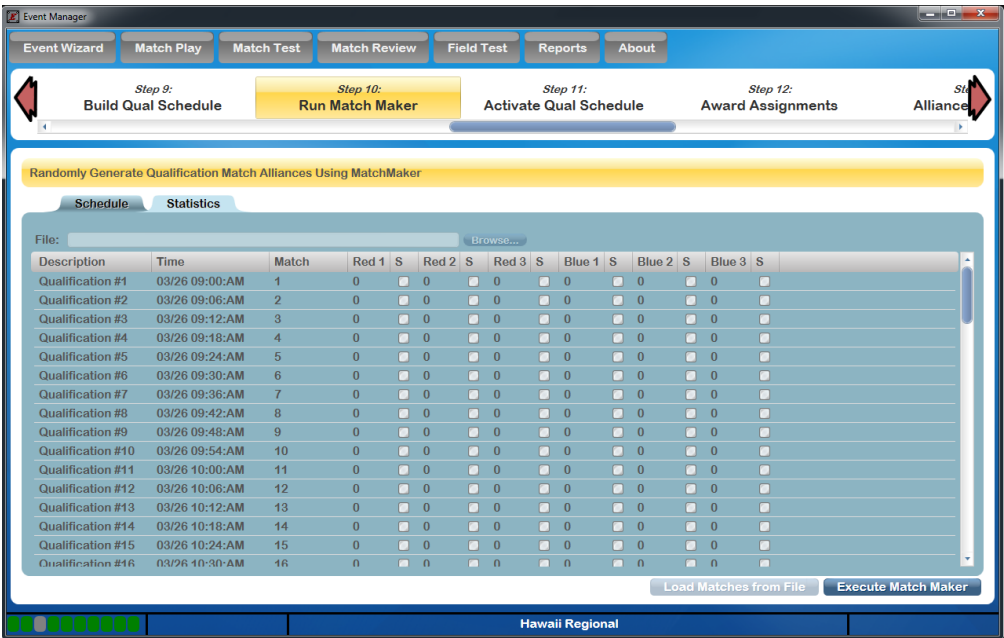 Event Manager
Event Wizard Match Play Match Test Match Review Field Test Reports About
Step 9: Step 10: Step 11: Step 12:
Build Qual Schedule Run Match Maker Activate Qual Schedule Award Assignments Alliance
Randomly Generate Qualification Match Alliances Using MatchMaker
Schedule Statistics
File: Browse...
Description Time Match Red 1 S Red 2 S Red 3 S Blue 1 S Blue 2 S Blue 3 S
Qualification #1 03/26 09:00:AM 1 0 0 0 0 0 0
Qualification #2 03/26 09:06:AM 2 0 0 0 0 0 0
Qualification #3 03/26 09:12:AM 3 0 0 0 0 0 0
Qualification #4 03/26 09:18:AM 4 0 0 0 0 0 0
Qualification #5 03/26 09:24:AM 5 0 0 0 0 0 0
Qualification #6 03/26 09:30:AM 6 0 0 0 0 0 0
Qualification #7 03/26 09:36:AM 7 0 0 0 0 0 0
Qualification #8 03/26 09:42:AM 8 0 0 0 0 0 0
Qualification #9 03/26 09:48:AM 9 0 0 0 0 0 0
Qualification #10 03/26 09:54:AM 10 0 0 0 0 0 0
Qualification #11 03/26 10:00:AM 11 0 0 0 0 0 0
Qualification #12 03/26 10:06:AM 12 0 0 0 0 0 0
Qualification #13 03/26 10:12:AM 13 0 0 0 0 0 0
Qualification #14 03/26 10:18:AM 14 0 0 0 0 0 0
Qualification #15 03/26 10:24:AM 15 0 0 0 0 0 0
Qualification #16 03/26 10:30:AM 16 0 0 0 0 0 0
Load Matches from File Execute Match Maker
Hawaii Regional